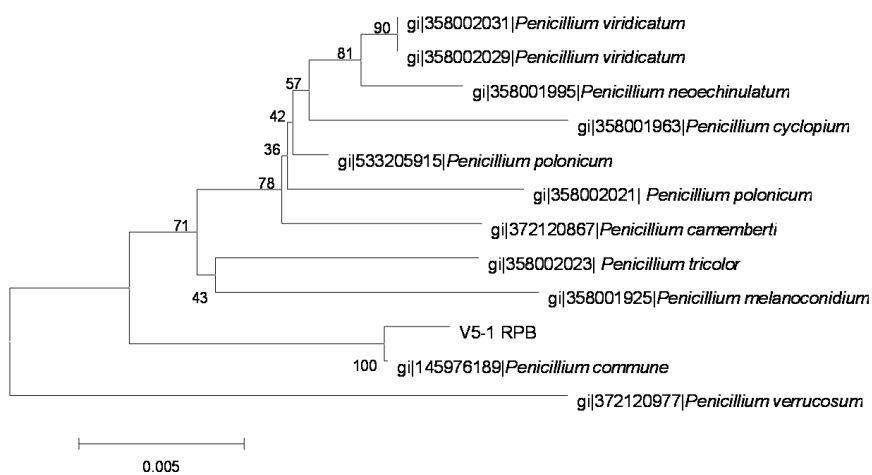 90 gi|358002031|Penicillium viridicatum
gi|358002029|Penicillium viridicatum
81
gi|358001995|Penicillium neoechinulatum
57
gi|358001963|Penicillium cyclopium
42
gi|533205915|Penicillium polonicum
36
gi|358002021| Penicillium polonicum
78
gi|372120867|Penicillium camemberti
71
gi|358002023| Penicillium tricolor
43
gi|358001925|Penicillium melanoconidium
V5-1 RPB
100 gi|145976189|Penicillium commune
gi|372120977|Penicillium verrucosum
0.005